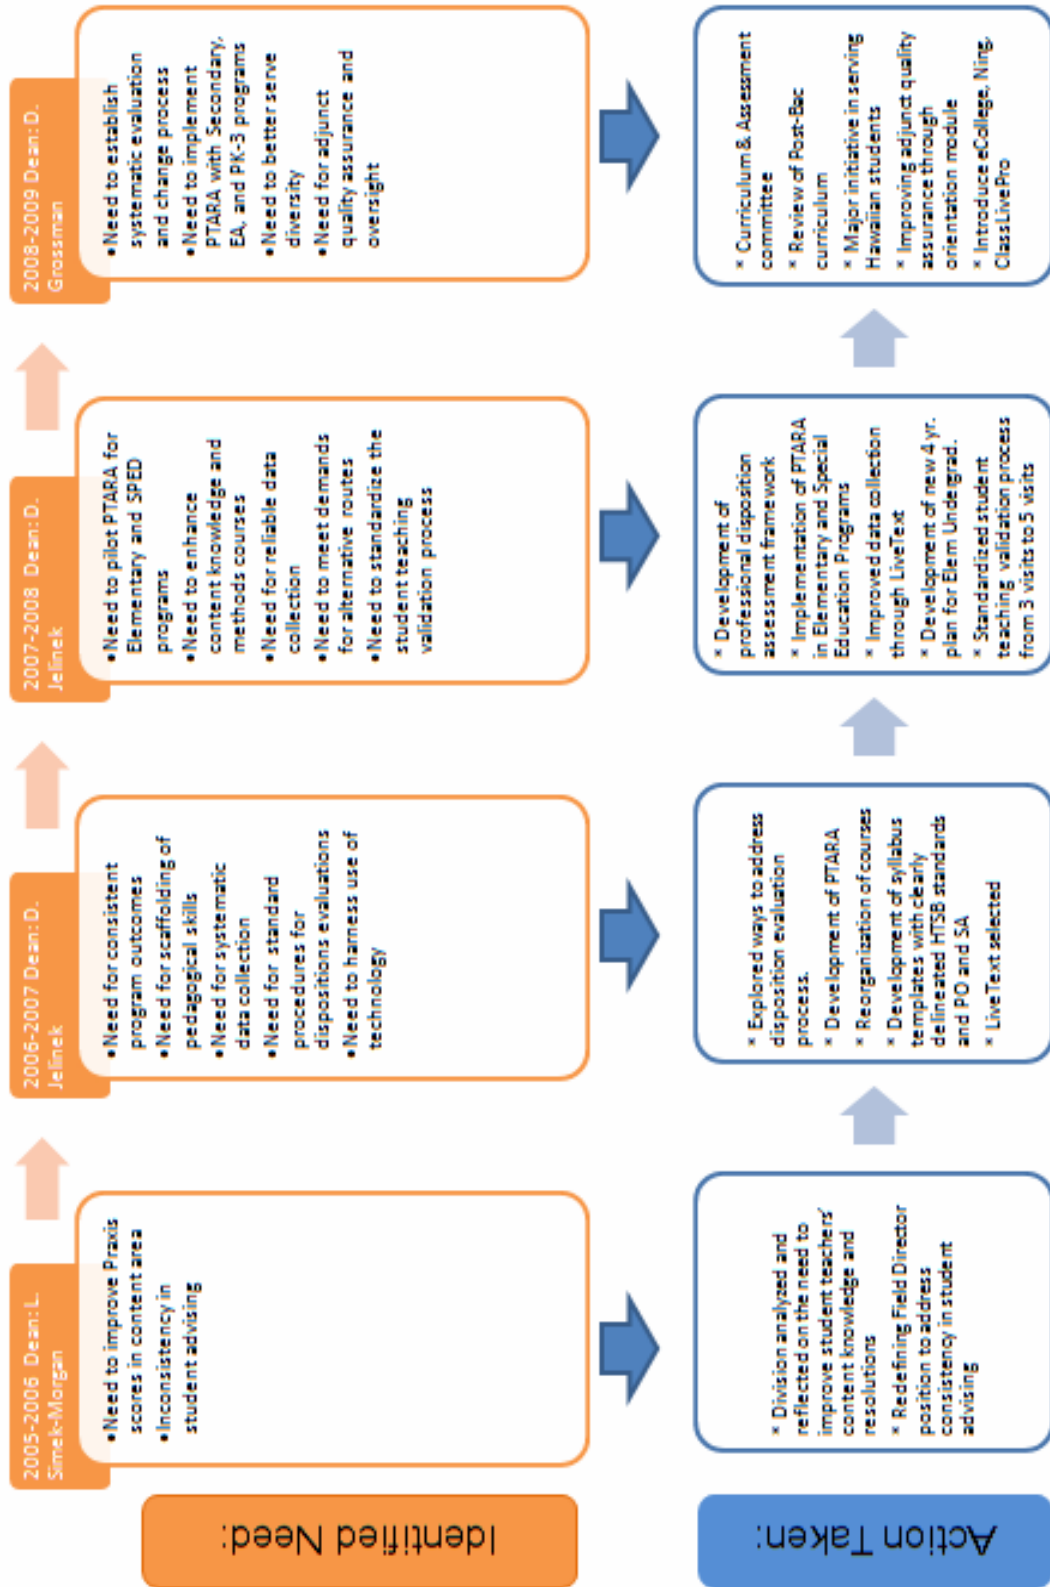 Identified Need:
2005-2006 Dean: L.
Simek-Morgan
•Need to improve Praxis
scores in content area
•Inconsistency in
student advising
2006-2007 Dean: D.
Jelinek
•Need for consistent
program outcomes
•Need for scaffolding of
pedagogical skills
•Need for systematic
data collection
•Need for standard
procedures for
dispositions evaluations
•Need to harness use of
technology
2007-2008 Dean: D.
Jelinek
•Need to pilot PTARA for
Elementary and SPED
programs
•Need to enhance
content knowledge and
methods courses
•Need for reliable data
collection
•Need to meet demands
for alternative routes
•Need to standardize the
student teaching
validation process
2008-2009 Dean: D.
Grossman
•Need to establish
systematic evaluation
and change process
•Need to implement
PTARA with Secondary,
EA, and PK-3 programs
•Need to better serve
diversity
•Need for adjunct
quality assurance and
oversight
Action Taken:
* Division analyzed and
reflected on the need to
improve student teachers'
content knowledge and
resolutions
* Redefining Field Director
position to address
consistency in student
advising
* Explored ways to address
disposition evaluation
process.
* Development of PTARA
* Reorganization of courses
* Development of syllabus
templates with clearly
delineated HTSB standards
and PO and SA
* LiveText selected
* Development of
professional disposition
assessment framework
* Implementation of PTARA
in Elementary and Special
Education Programs
* Improved data collection
through LiveText
* Development of new 4 yr.
plan for Elem Undergrad.
* Standardized student
teaching validation process
from 3 visits to 5 visits
* Curriculum & Assessment
committee
* Review of Post-Bac
curriculum
* Major initiative in serving
Hawaiian students
* Improving adjunct quality
assurance through
orientation module
* Introduce eCollege, Ning,
ClassLivePro